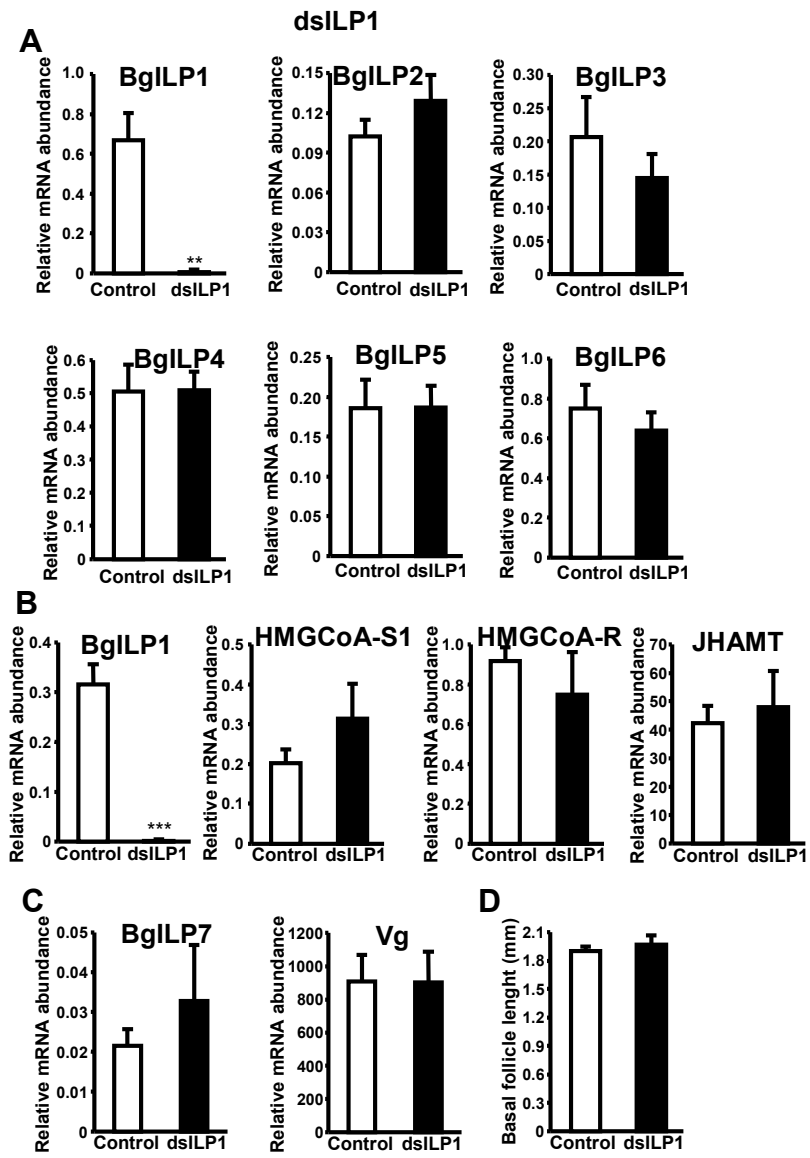 dsILP1
A
BgILP1
Relative mRNA abundance
1.0
0.8
0.6
0.4
0.2
0
**
Control dsILP1
BgILP2
Relative mRNA abundance
0.15
0.12
0.09
0.06
0.03
0
Control dsILP1
BgILP3
Relative mRNA abundance
0.30
0.25
0.20
0.15
0.10
0.05
0
Control dsILP1
BgILP4
Relative mRNA abundance
0.6
0.5
0.4
0.3
0.2
0.1
0
Control dsILP1
BgILP5
Relative mRNA abundance
0.25
0.20
0.15
0.10
0.05
0
Control dsILP1
BgILP6
Relative mRNA abundance
1.0
0.8
0.6
0.4
0.2
0
Control dsILP1
B
BgILP1
Relative mRNA abundance
0.4
0.3
0.2
0.1
0
***
Control dsILP1
HMGCoA-S1
Relative mRNA abundance
0.5
0.4
0.3
0.2
0.1
0
Control dsILP1
HMGCoA-R
Relative mRNA abundance
1.0
0.8
0.6
0.4
0.2
0
Control dsILP1
JHAMT
Relative mRNA abundance
70
60
50
40
30
20
10
0
Control dsILP1
C
BgILP7
Relative mRNA abundance
0.05
0.04
0.03
0.02
0.01
0
Control dsILP1
Vg
Relative mRNA abundance
1200
1000
800
600
400
200
0
Control dsILP1
D
Basal follicle lenght (mm)
2.1
1.8
1.5
1.2
0.9
0.6
0.3
0
Control dsILP1